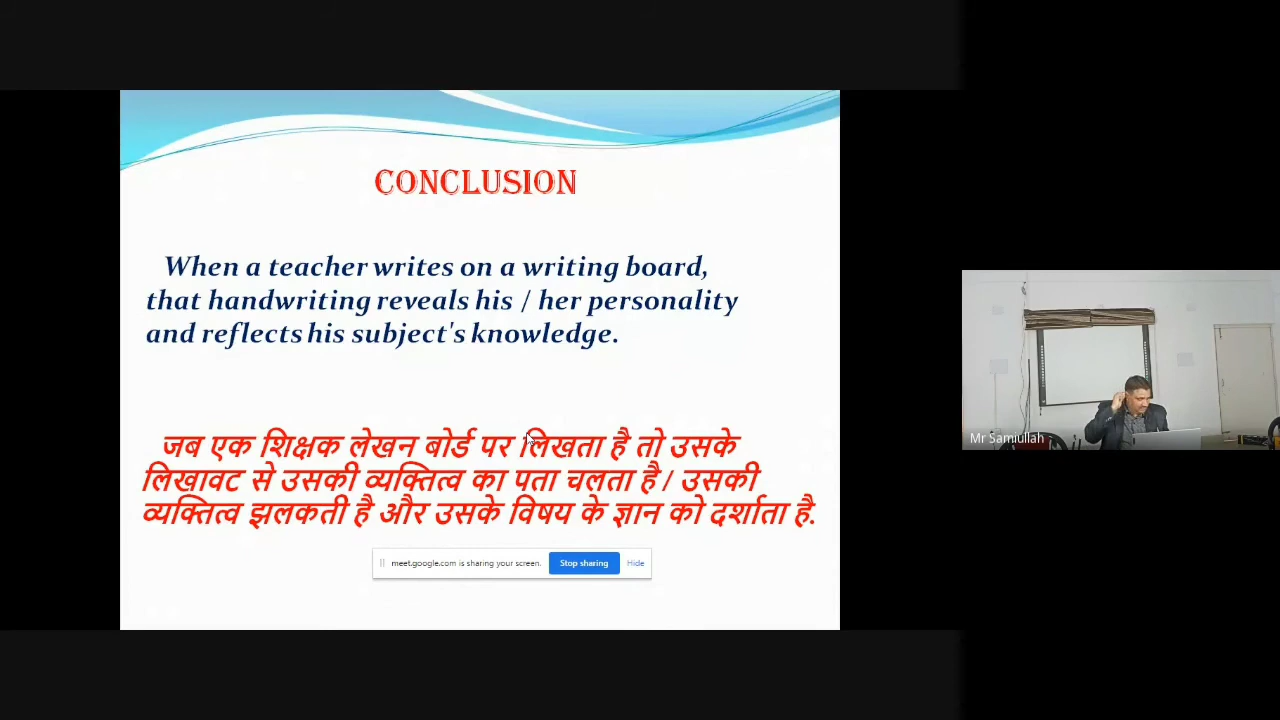 CONCLUSION
When a teacher writes on a writing board,
that handwriting reveals his / her personality
and reflects his subject's knowledge.
जब एक शिक्षक लेखन बोर्ड पर लिखता है तो उसके
लिखावट से उसकी व्यक्तित्व का पता चलता है / उसकी
व्यक्तित्व झलकती है और उसके विषय के ज्ञान को दर्शाता है.
meet.google.com is sharing your screen. Stop sharing Hide
Mr Samiullah